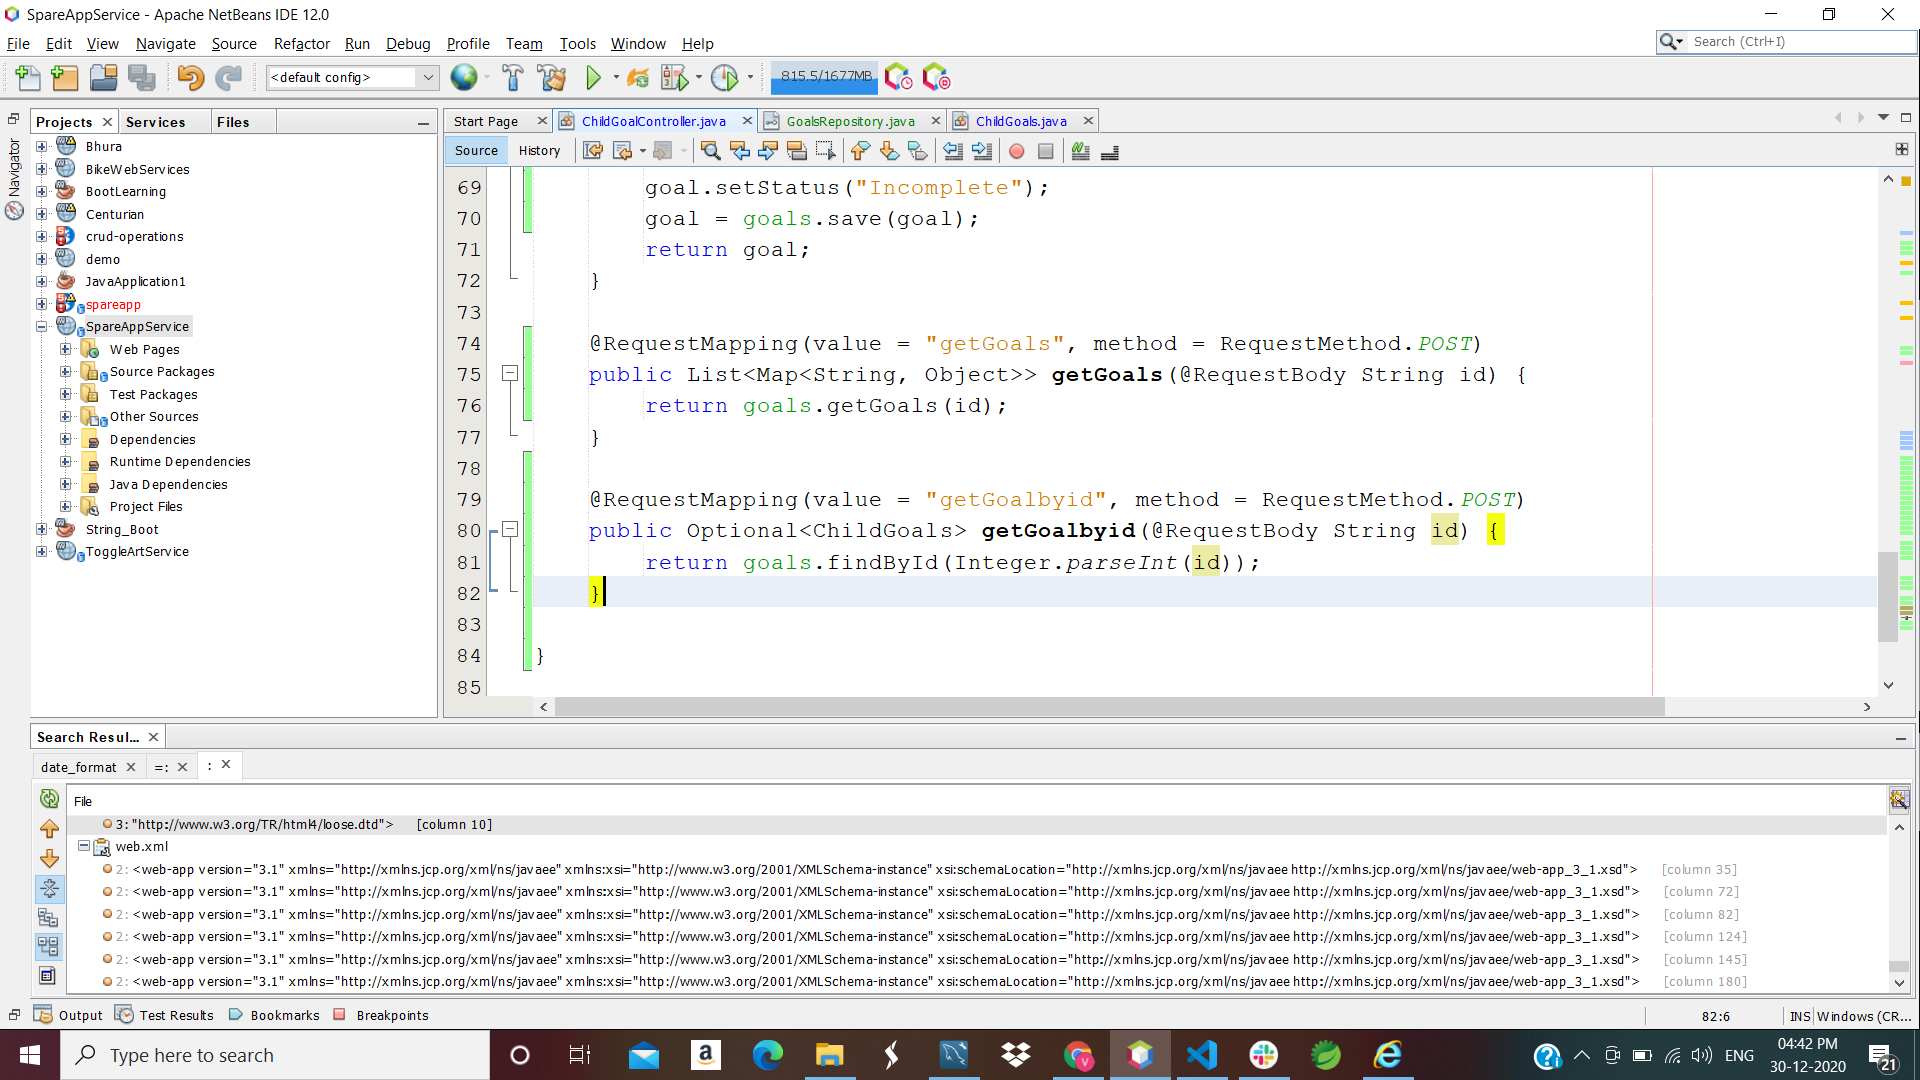 SpareAppService - Apache NetBeans IDE 12.0
File Edit View Navigate Source Refactor Run Debug Profile Team Tools Window Help
Search (Ctrl+I)
<default config>
815.5/1677MB
Projects Services Files
Navigator
Start Page ChildGoalController.java GoalsRepository.java ChildGoals.java
Source History
Bhura
BikeWebServices
BootLearning
Centurian
crud-operations
demo
JavaApplication1
spareapp
SpareAppService
Web Pages
Source Packages
Test Packages
Other Sources
Dependencies
Runtime Dependencies
Java Dependencies
Project Files
String_Boot
ToggleArtService
69 goal.setStatus("Incomplete");
70 goal = goals.save(goal);
71 return goal;
72 }
73
74 @RequestMapping(value = "getGoals", method = RequestMethod.POST)
75 public List<Map<String, Object>> getGoals(@RequestBody String id) {
76 return goals.getGoals(id);
77 }
78
79 @RequestMapping(value = "getGoalbyid", method = RequestMethod.POST)
80 public Optional<ChildGoals> getGoalbyid(@RequestBody String id) {
81 return goals.findById(Integer.parseInt(id));
82 }
83
84 }
85
Search Resul...
date_format =: :
File
3: "http://www.w3.org/TR/html4/loose.dtd"> [column 10]
web.xml
2: <web-app version="3.1" xmlns="http://xmlns.jcp.org/xml/ns/javaee" xmlns:xsi="http://www.w3.org/2001/XMLSchema-instance" xsi:schemaLocation="http://xmlns.jcp.org/xml/ns/javaee http://xmlns.jcp.org/xml/ns/javaee/web-app_3_1.xsd"> [column 35]
2: <web-app version="3.1" xmlns="http://xmlns.jcp.org/xml/ns/javaee" xmlns:xsi="http://www.w3.org/2001/XMLSchema-instance" xsi:schemaLocation="http://xmlns.jcp.org/xml/ns/javaee http://xmlns.jcp.org/xml/ns/javaee/web-app_3_1.xsd"> [column 72]
2: <web-app version="3.1" xmlns="http://xmlns.jcp.org/xml/ns/javaee" xmlns:xsi="http://www.w3.org/2001/XMLSchema-instance" xsi:schemaLocation="http://xmlns.jcp.org/xml/ns/javaee http://xmlns.jcp.org/xml/ns/javaee/web-app_3_1.xsd"> [column 82]
2: <web-app version="3.1" xmlns="http://xmlns.jcp.org/xml/ns/javaee" xmlns:xsi="http://www.w3.org/2001/XMLSchema-instance" xsi:schemaLocation="http://xmlns.jcp.org/xml/ns/javaee http://xmlns.jcp.org/xml/ns/javaee/web-app_3_1.xsd"> [column 124]
2: <web-app version="3.1" xmlns="http://xmlns.jcp.org/xml/ns/javaee" xmlns:xsi="http://www.w3.org/2001/XMLSchema-instance" xsi:schemaLocation="http://xmlns.jcp.org/xml/ns/javaee http://xmlns.jcp.org/xml/ns/javaee/web-app_3_1.xsd"> [column 145]
2: <web-app version="3.1" xmlns="http://xmlns.jcp.org/xml/ns/javaee" xmlns:xsi="http://www.w3.org/2001/XMLSchema-instance" xsi:schemaLocation="http://xmlns.jcp.org/xml/ns/javaee http://xmlns.jcp.org/xml/ns/javaee/web-app_3_1.xsd"> [column 180]
Output Test Results Bookmarks Breakpoints
82:6 INS Windows (CR...
Type here to search
ENG
04:42 PM
30-12-2020
21